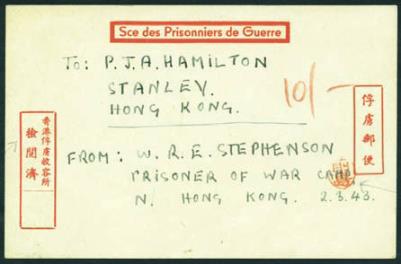 Sce des Prisonniers de Guerre
To: P.J.A. HAMILTON
STANLEY.
HONG KONG.
10/-
俘虜郵便
香港俘虜收容所
檢閲濟
FROM: W.R.E. STEPHENSON
PRISONER OF WAR CAMP
N. HONG KONG. 2.3.43.